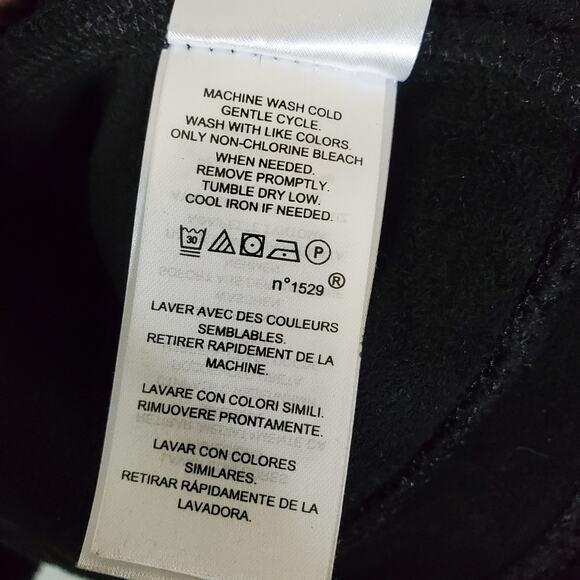 MACHINE WASH COLD
GENTLE CYCLE.
WASH WITH LIKE COLORS.
ONLY NON-CHLORINE BLEACH
WHEN NEEDED.
REMOVE PROMPTLY.
TUMBLE DRY LOW.
COOL IRON IF NEEDED.
30 P
n°1529®
LAVER AVEC DES COULEURS
SEMBLABLES.
RETIRER RAPIDEMENT DE LA
MACHINE.
LAVARE CON COLORI SIMILI.
RIMUOVERE PRONTAMENTE.
LAVAR CON COLORES
SIMILARES.
RETIRAR RÁPIDAMENTE DE LA
LAVADORA.